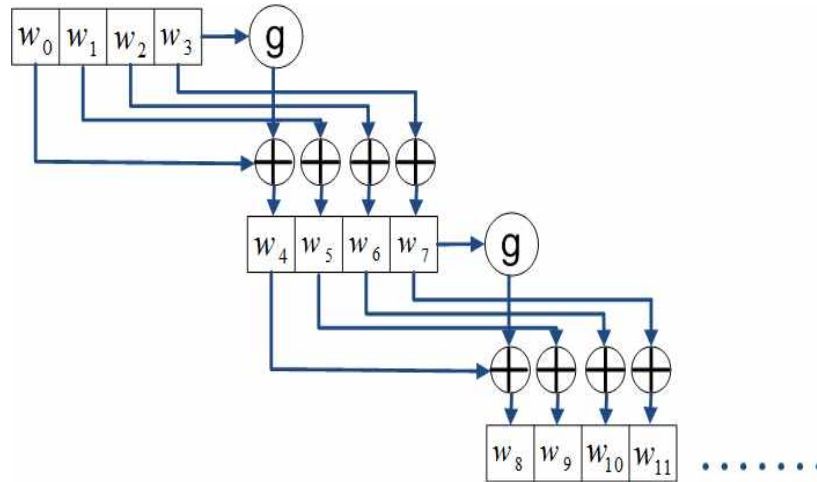 w₀ w₁ w₂ w₃ g
w₄ w₅ w₆ w₇ g
w₈ w₉ w₁₀ w₁₁ .......